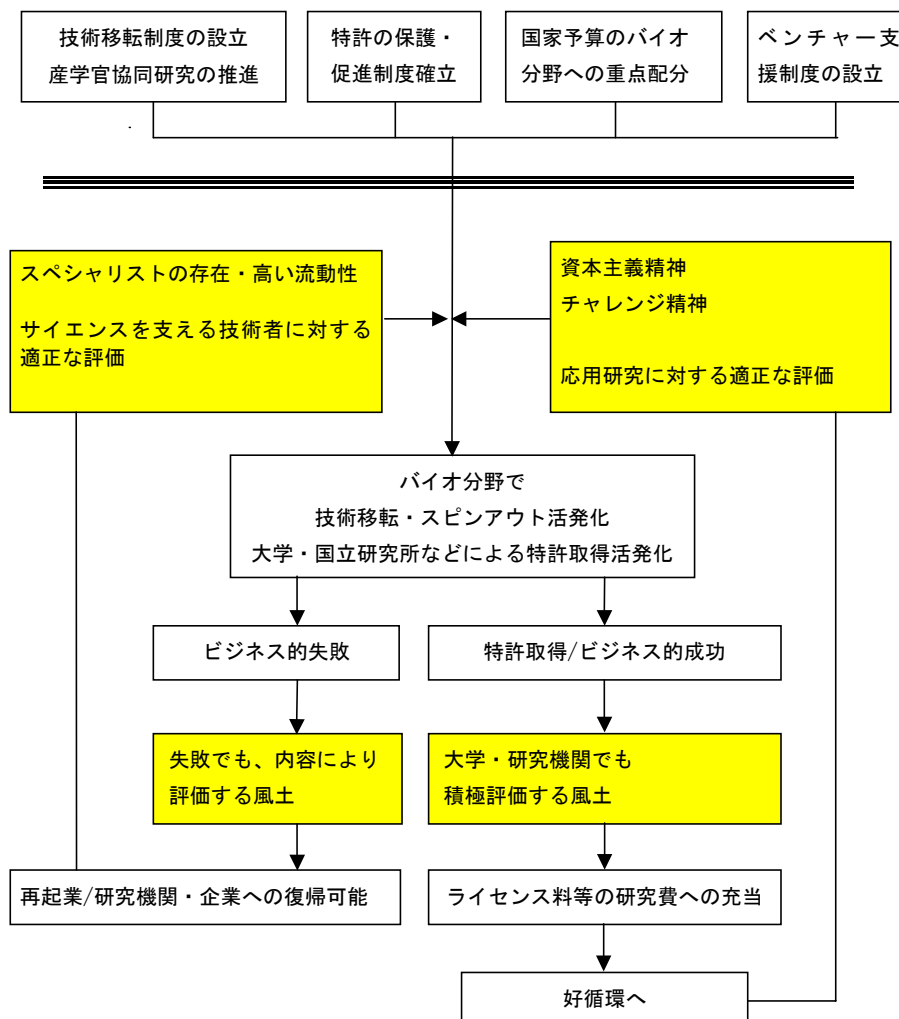 技術移転制度の設立
産学官協同研究の推進
特許の保護・
促進制度確立
国家予算のバイオ
分野への重点配分
ベンチャー支
援制度の設立
スペシャリストの存在・高い流動性
サイエンスを支える技術者に対する
適正な評価
資本主義精神
チャレンジ精神
応用研究に対する適正な評価
バイオ分野で
技術移転・スピンアウト活発化
大学・国立研究所などによる特許取得活発化
ビジネス的失敗
特許取得/ビジネス的成功
失敗でも、内容により
評価する風土
大学・研究機関でも
積極評価する風土
再起業/研究機関・企業への復帰可能
ライセンス料等の研究費への充当
好循環へ